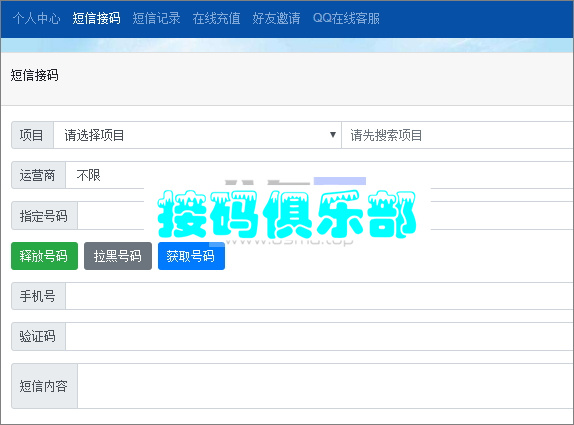 个人中心 短信接码 短信记录 在线充值 好友邀请 QQ在线客服
短信接码
项目 请选择项目 请先搜索项目
运营商 不限
指定号码
接码俱乐部
释放号码 拉黑号码 获取号码
手机号
验证码
短信内容